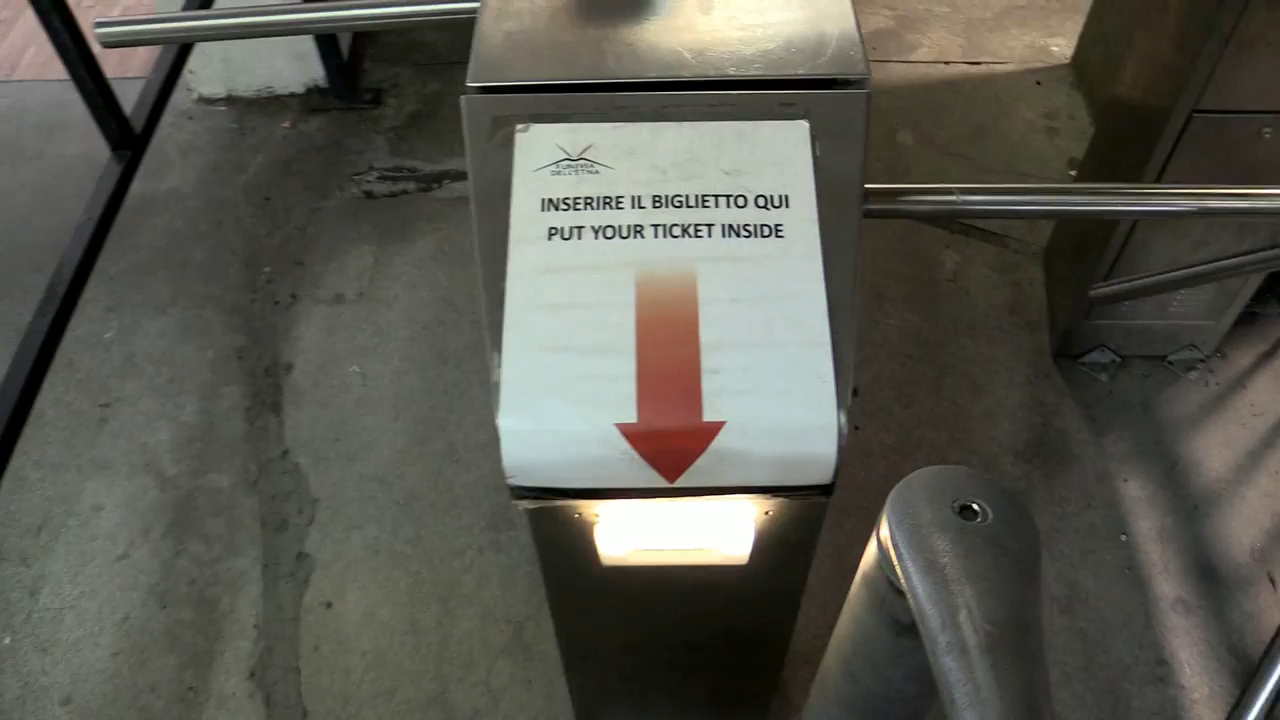 FUNIVIA
DELL'ETNA
INSERIRE IL BIGLIETTO QUI
PUT YOUR TICKET INSIDE